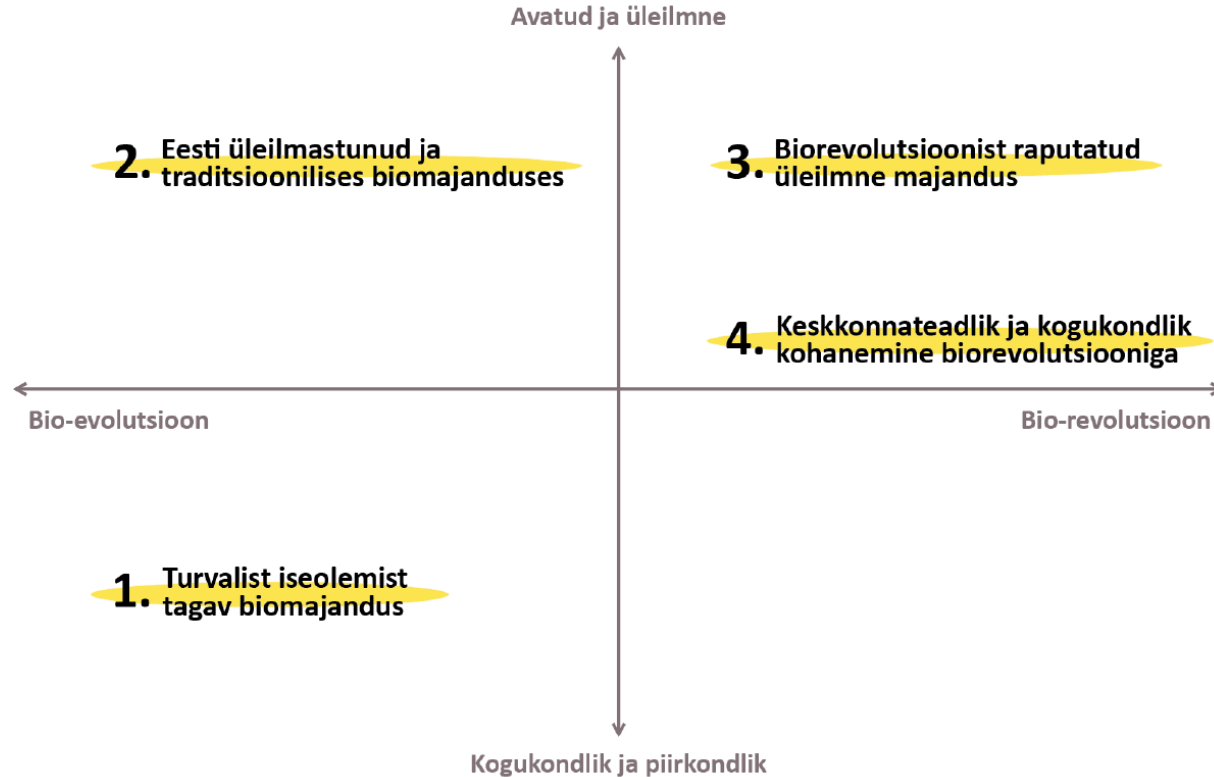 Avatud ja üleilmne
2. Eesti üleilmastunud ja
traditsioonilises biomajanduses
3. Biorevolutsioonist raputatud
üleilmne majandus
4. Keskkonnateadlik ja kogukondlik
kohanemine biorevolutsiooniga
Bio-evolutsioon
Bio-revolutsioon
1. Turvalist iseolemist
tagav biomajandus
Kogukondlik ja piirkondlik